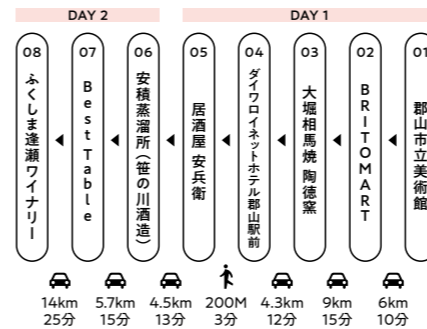 DAY 1
01
郡山市立美術館
02
BRITOMART
03
大堀相馬焼 陶徳窯
04
ダイワロイネットホテル郡山駅前
05
居酒屋 安兵衛
DAY 2
06
安積蒸溜所（笹の川酒造）
07
Best Table
08
ふくしま逢瀬ワイナリー
6km
10分
9km
15分
4.3km
12分
200M
3分
4.5km
13分
5.7km
15分
14km
25分